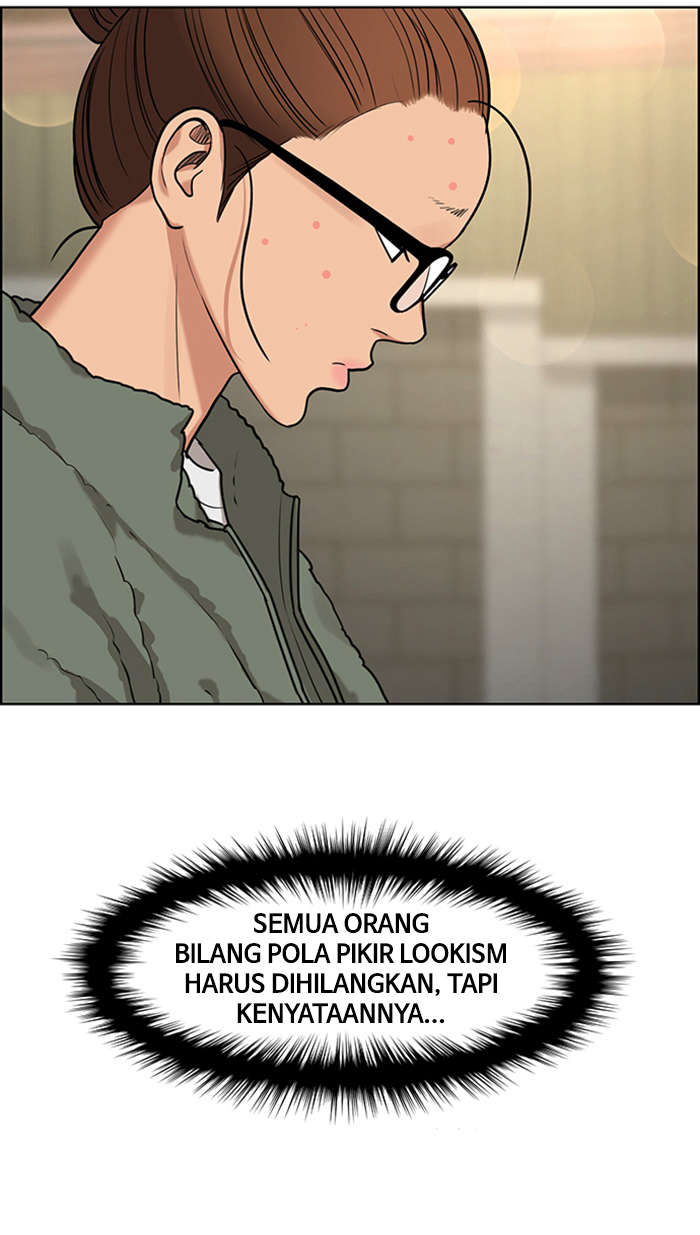 SEMUA ORANG
BILANG POLA PIKIR LOOKISM
HARUS DIHILANGKAN, TAPI
KENYATAANNYA...